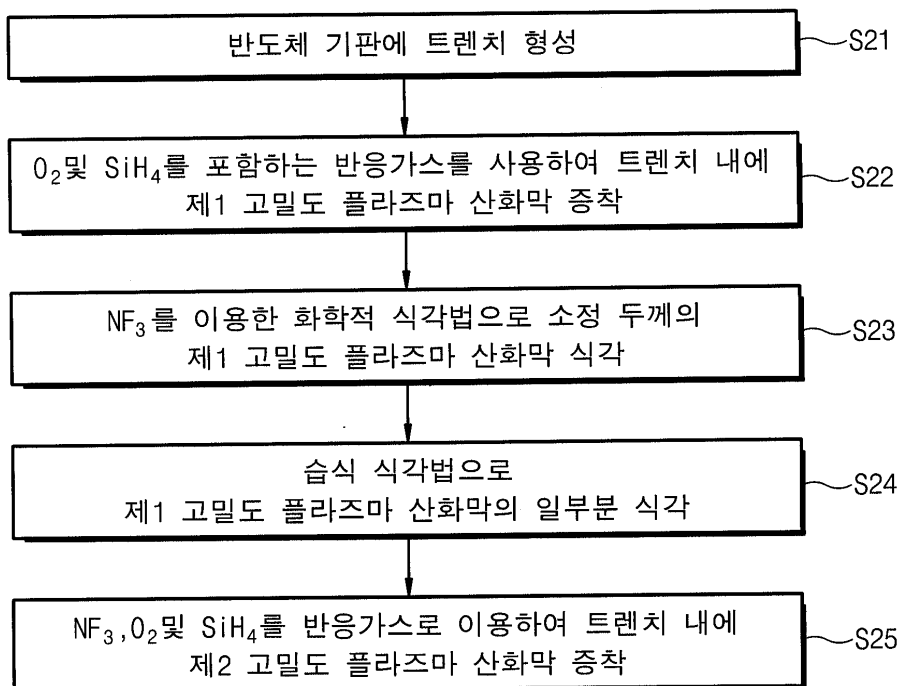 반도체 기판에 트렌치 형성
S21
O₂및 SiH₄를 포함하는 반응가스를 사용하여 트렌치 내에
제1 고밀도 플라즈마 산화막 증착
S22
NF₃를 이용한 화학적 식각법으로 소정 두께의
제1 고밀도 플라즈마 산화막 식각
S23
습식 식각법으로
제1 고밀도 플라즈마 산화막의 일부분 식각
S24
NF₃,O₂및 SiH₄를 반응가스로 이용하여 트렌치 내에
제2 고밀도 플라즈마 산화막 증착
S25